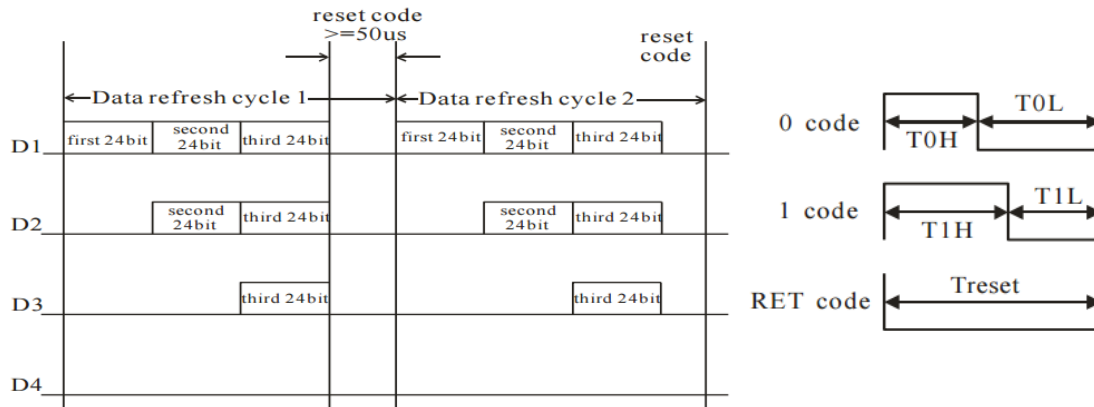 reset code
>=50us
reset
code
Data refresh cycle 1
Data refresh cycle 2
D1
first 24bit
second
24bit
third 24bit
first 24bit
second
24bit
third 24bit
D2
second
24bit
third 24bit
second
24bit
third 24bit
D3
third 24bit
third 24bit
D4
0 code
T0H
T0L
1 code
T1H
T1L
RET code
Treset